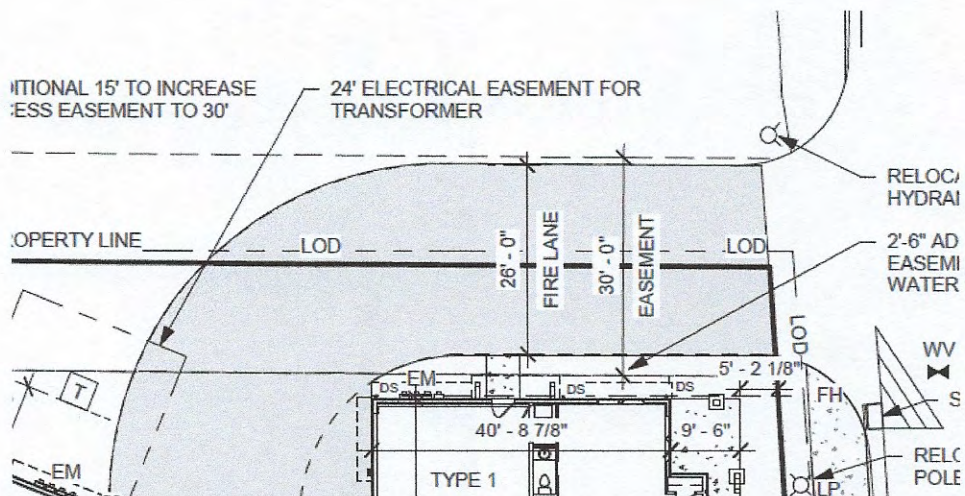 ITIONAL 15' TO INCREASE
ESS EASEMENT TO 30'
24' ELECTRICAL EASEMENT FOR
TRANSFORMER
RELOCA
HYDRAI
OPERTY LINE
LOD
LOD
26' - 0"
FIRE LANE
30' - 0"
EASEMENT
2'-6" AD
EASEMI
WATER
LOD
WV
5' - 2 1/8"
EM
DS
DS
DS
FH
S
T
40' - 8 7/8"
9' - 6"
EM
TYPE 1
LP
RELC
POLE